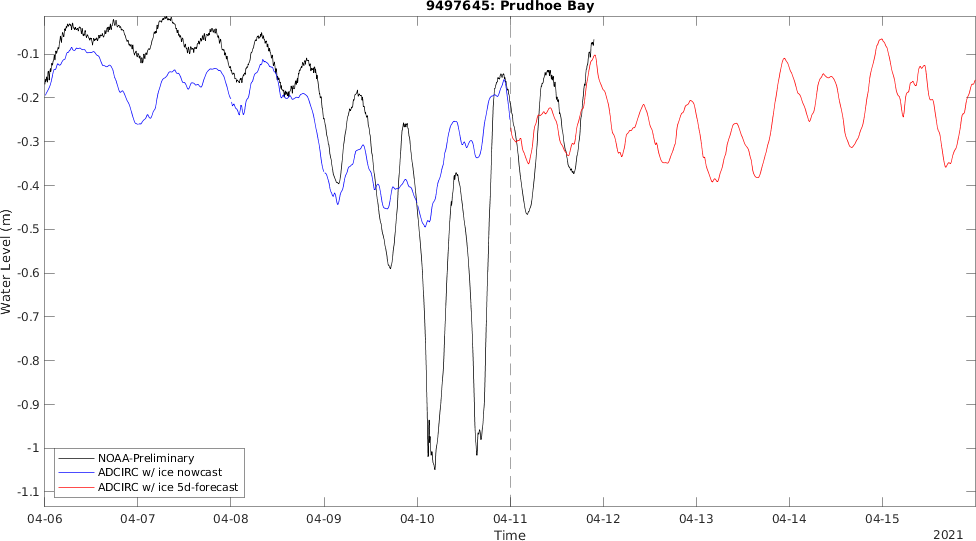 9497645: Prudhoe Bay
Water Level (m)
-0.1
-0.2
-0.3
-0.4
-0.5
-0.6
-0.7
-0.8
-0.9
-1
-1.1
NOAA-Preliminary
ADCIRC w/ ice nowcast
ADCIRC w/ ice 5d-forecast
04-06 04-07 04-08 04-09 04-10 04-11 04-12 04-13 04-14 04-15
Time
2021